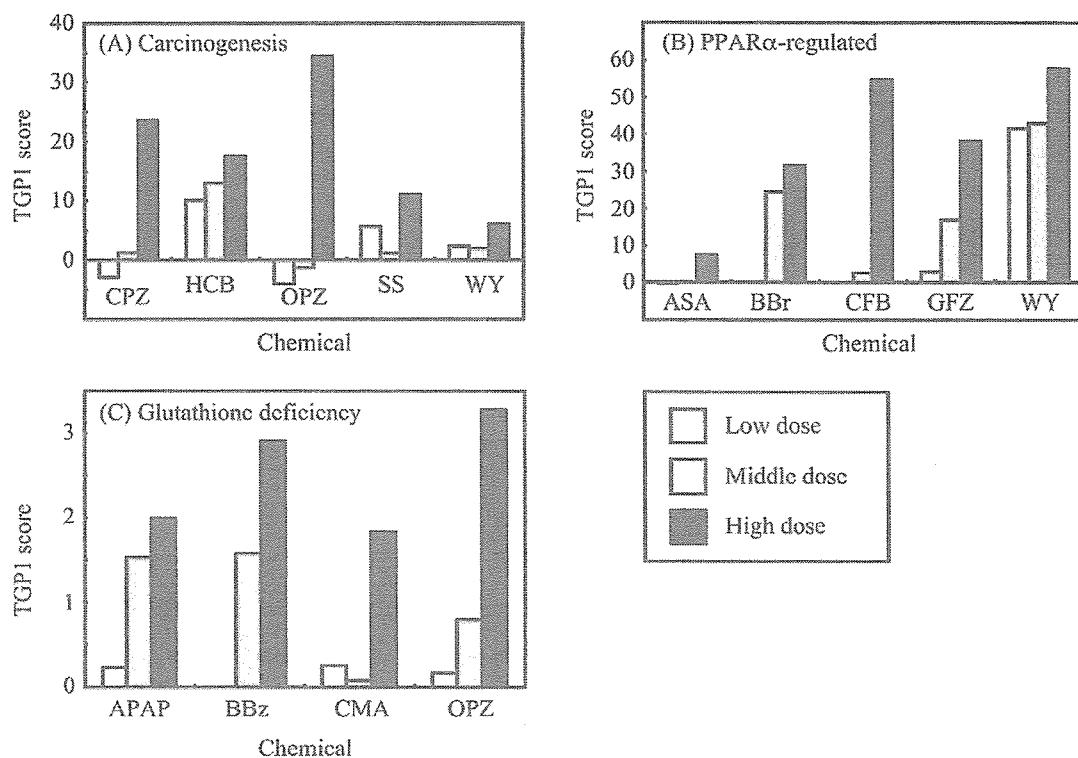 (A) Carcinogenesis
40
30
20
10
0
TGP1 score
CPZ HCB OPZ SS WY
Chemical
(B) PPARα-regulated
60
50
40
30
20
10
0
TGP1 score
ASA BBr CFB GFZ WY
Chemical
(C) Glutathione deficiency
3
2
1
0
TGP1 score
APAP BBz CMA OPZ
Chemical
Low dose
Middle dose
High dose